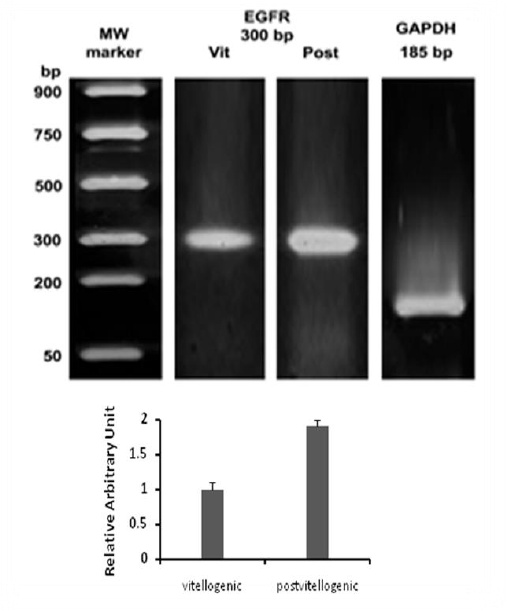 EGFR
300 bp
GAPDH
185 bp
MW
marker
Vit
Post
bp
900
750
500
300
200
50
Relative Arbitrary Unit
2
1.5
1
0.5
0
vitellogenic
postvitellogenic